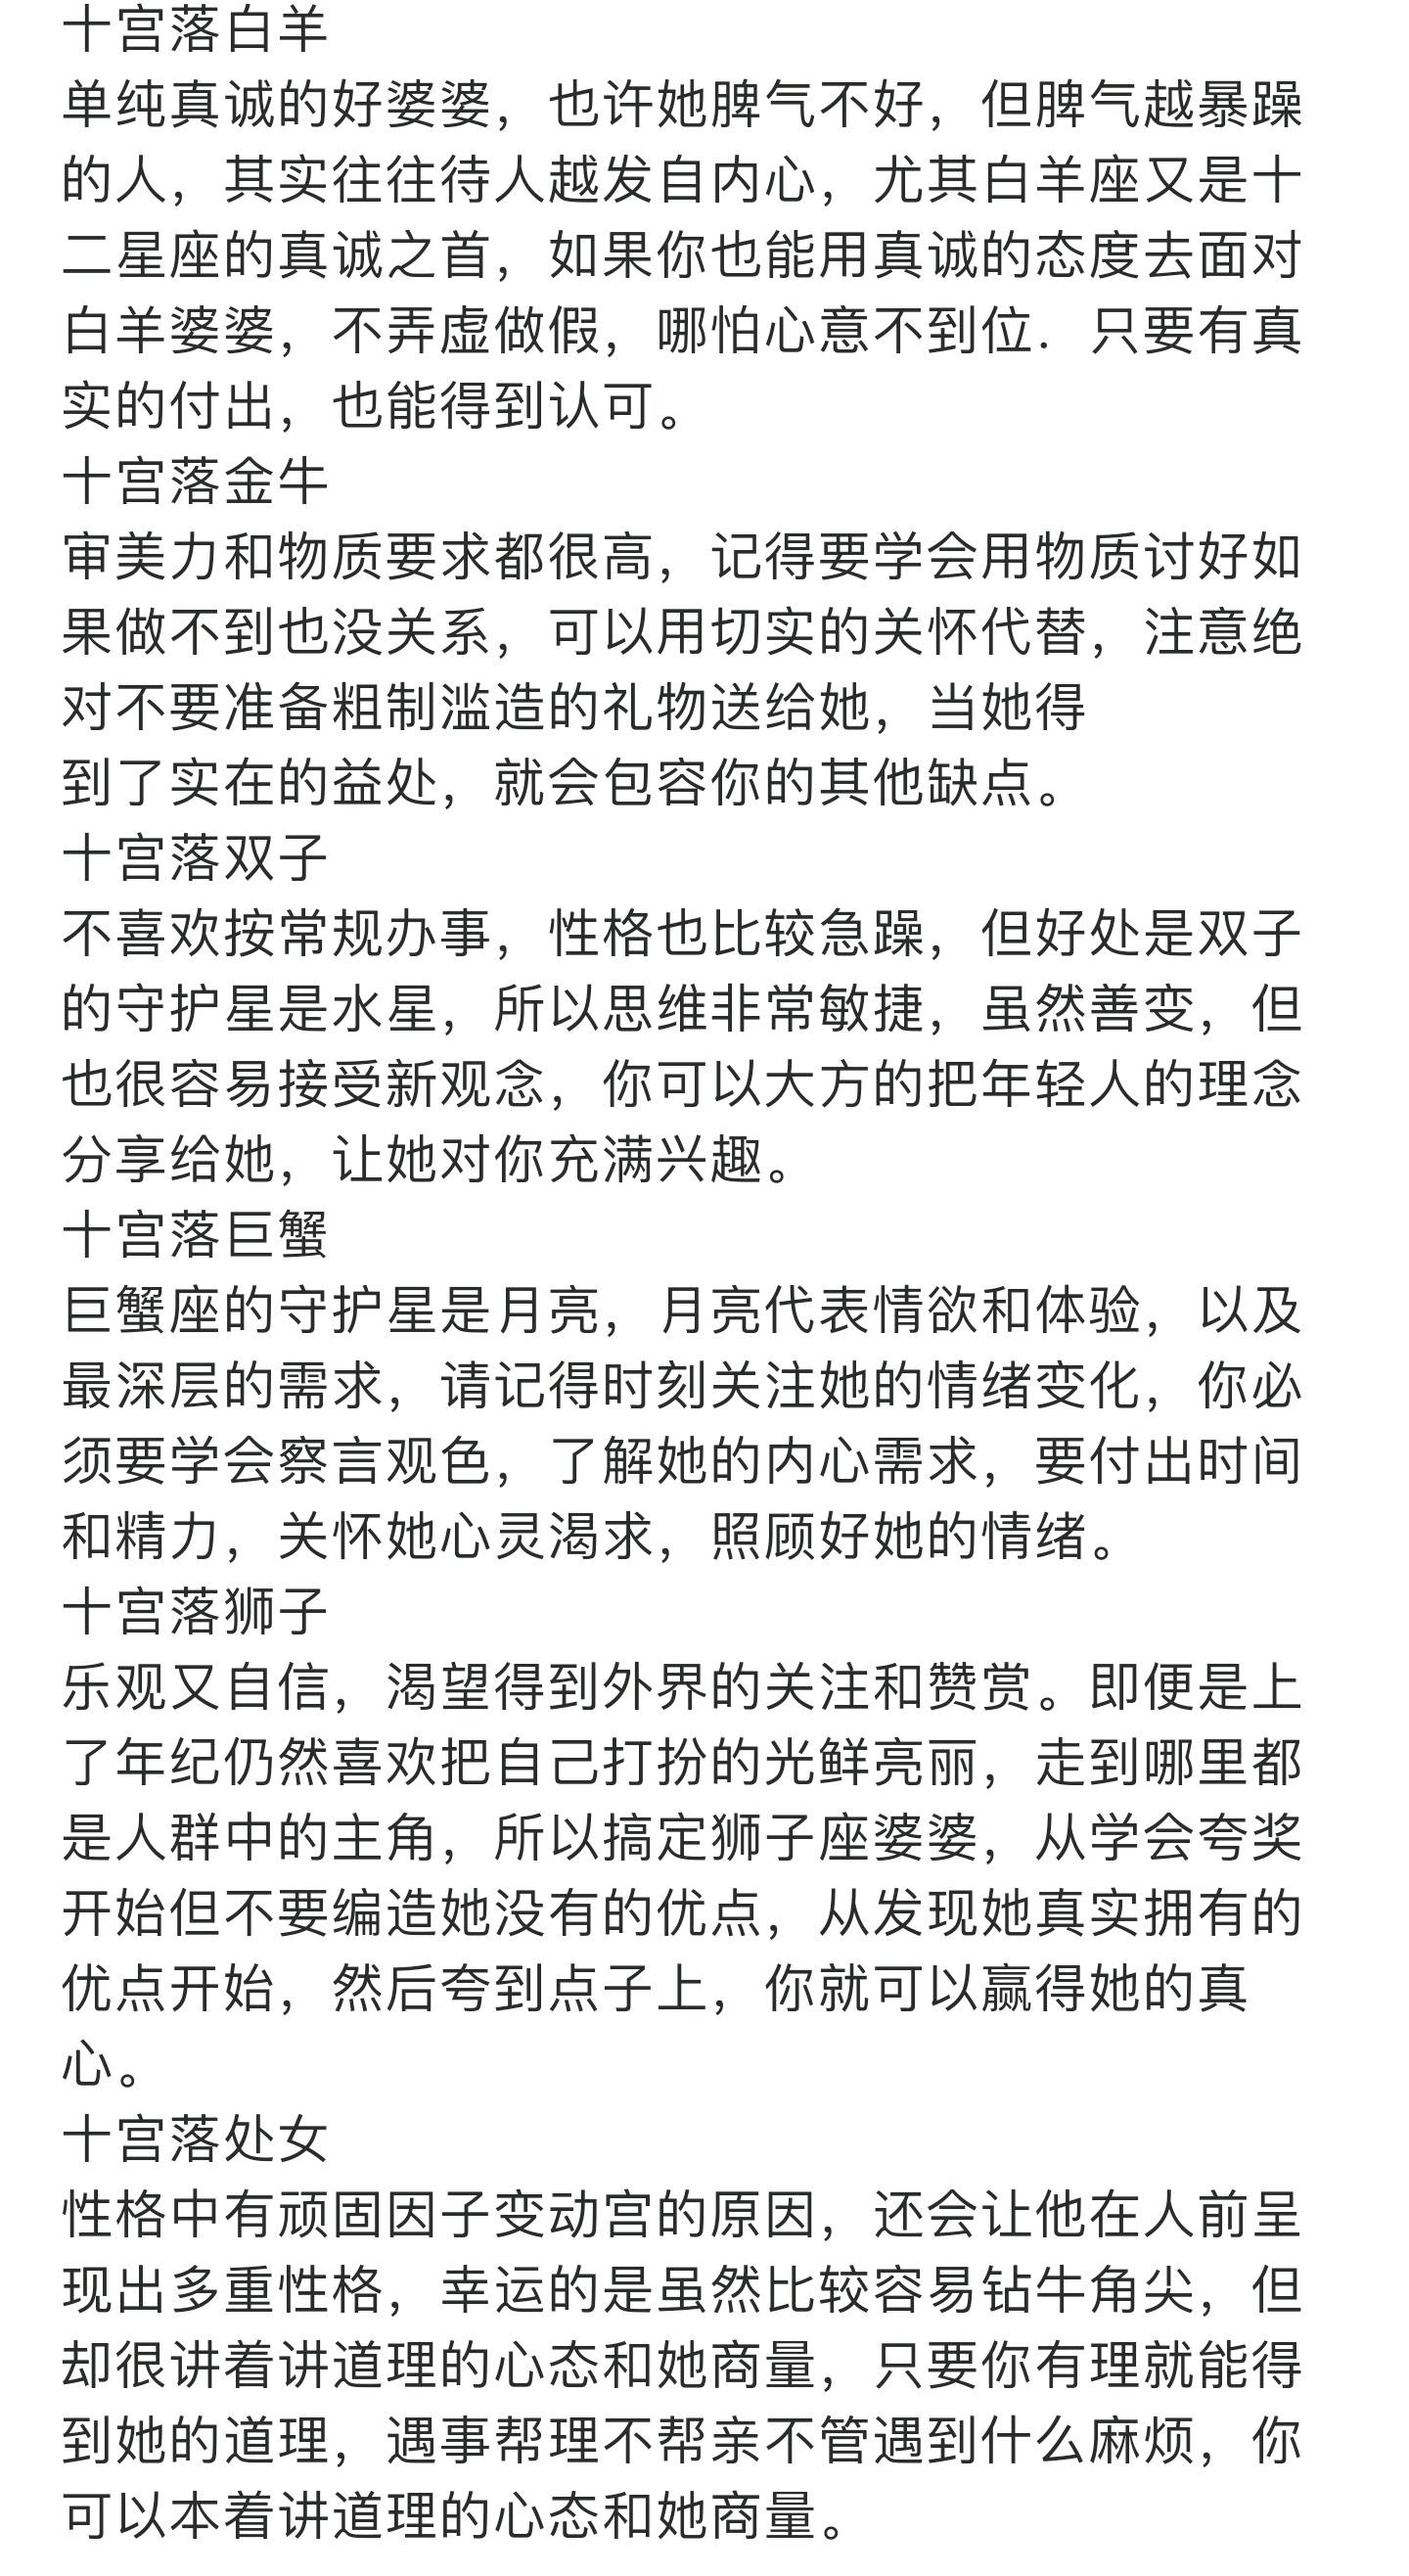 十宫落白羊
单纯真诚的好婆婆，也许她脾气不好，但脾气越暴躁
的人，其实往往待人越发自内心，尤其白羊座又是十
二星座的真诚之首，如果你也能用真诚的态度去面对
白羊婆婆，不弄虚做假，哪怕心意不到位．只要有真
实的付出，也能得到认可。
十宫落金牛
审美力和物质要求都很高，记得要学会用物质讨好如
果做不到也没关系，可以用切实的关怀代替，注意绝
对不要准备粗制滥造的礼物送给她，当她得
到了实在的益处，就会包容你的其他缺点。
十宫落双子
不喜欢按常规办事，性格也比较急躁，但好处是双子
的守护星是水星，所以思维非常敏捷，虽然善变，但
也很容易接受新观念，你可以大方的把年轻人的理念
分享给她，让她对你充满兴趣。
十宫落巨蟹
巨蟹座的守护星是月亮，月亮代表情欲和体验，以及
最深层的需求，请记得时刻关注她的情绪变化，你必
须要学会察言观色，了解她的内心需求，要付出时间
和精力，关怀她心灵渴求，照顾好她的情绪。
十宫落狮子
乐观又自信，渴望得到外界的关注和赞赏。即便是上
了年纪仍然喜欢把自己打扮的光鲜亮丽，走到哪里都
是人群中的主角，所以搞定狮子座婆婆，从学会夸奖
开始但不要编造她没有的优点，从发现她真实拥有的
优点开始，然后夸到点子上，你就可以赢得她的真
心。
十宫落处女
性格中有顽固因子变动宫的原因，还会让他在人前呈
现出多重性格，幸运的是虽然比较容易钻牛角尖，但
却很讲着讲道理的心态和她商量，只要你有理就能得
到她的道理，遇事帮理不帮亲不管遇到什么麻烦，你
可以本着讲道理的心态和她商量。